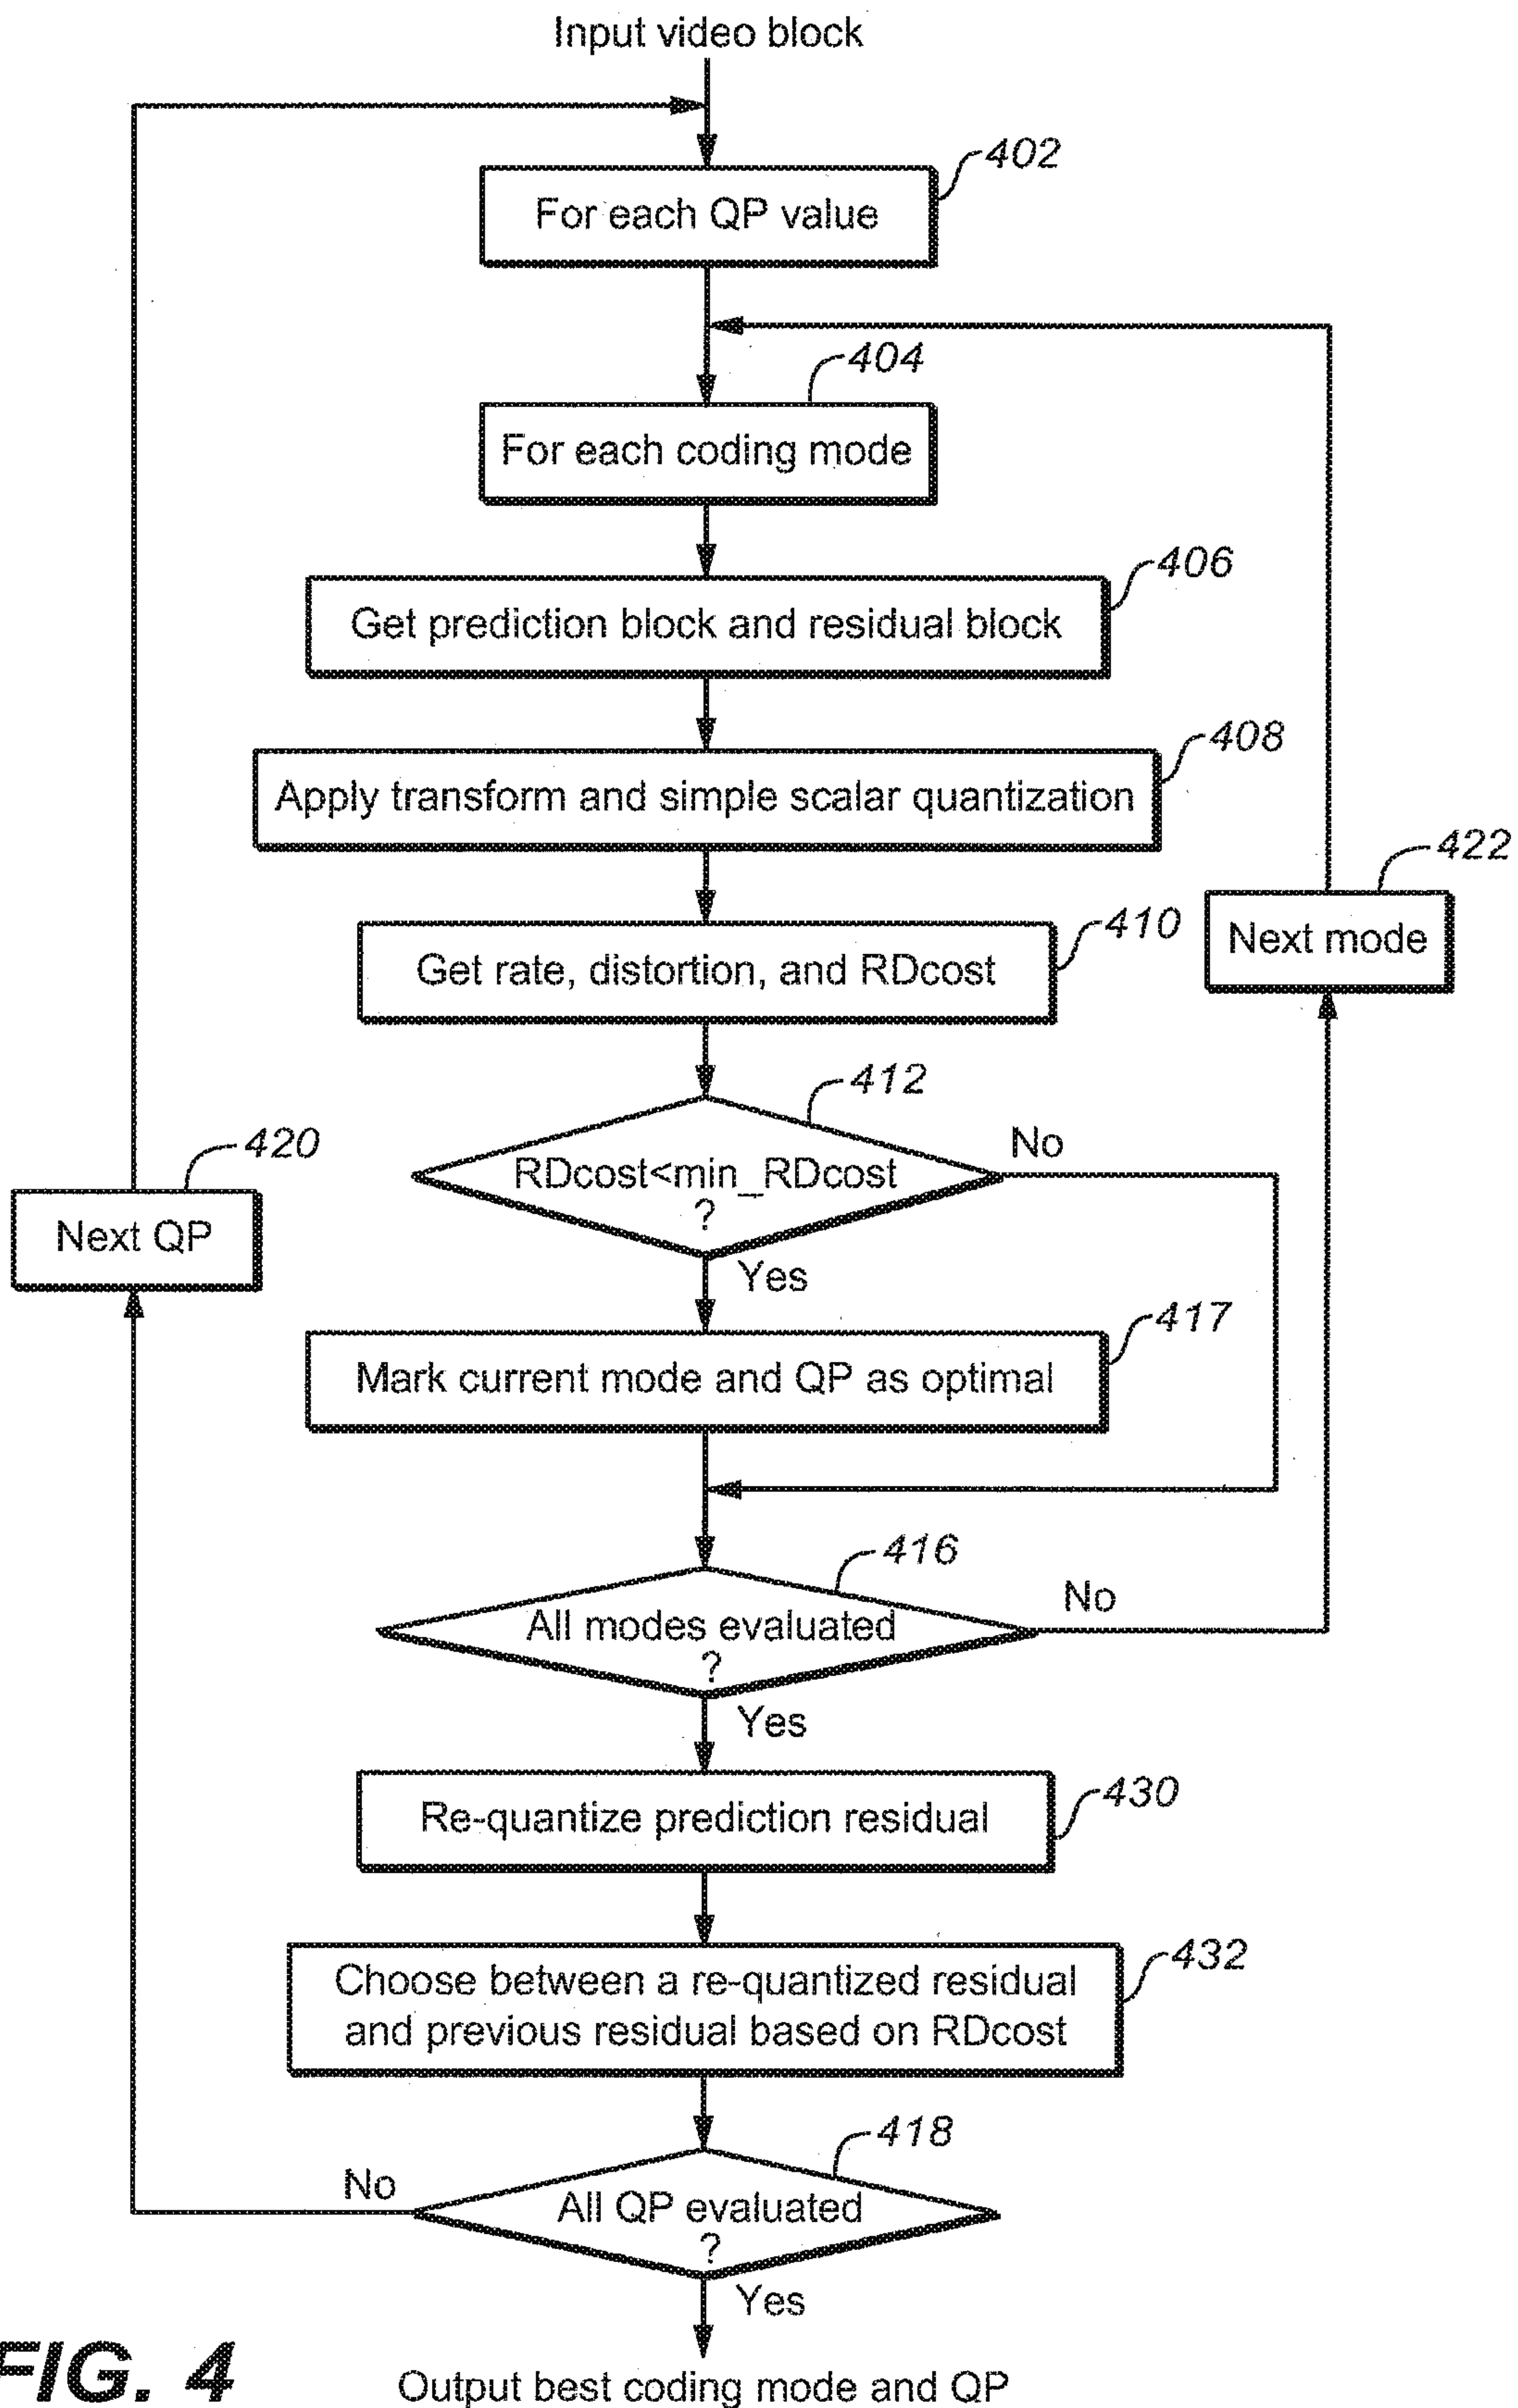 Input video block
402
For each QP value
404
For each coding mode
406
Get prediction block and residual block
408
Apply transform and simple scalar quantization
422
Next mode
410
Get rate, distortion, and RDcost
412
RDcost<min_RDcost
?
No
Yes
420
Next QP
417
Mark current mode and QP as optimal
416
All modes evaluated
?
No
Yes
430
Re-quantize prediction residual
432
Choose between a re-quantized residual
and previous residual based on RDcost
418
All QP evaluated
?
No
Yes
Output best coding mode and QP
FIG. 4